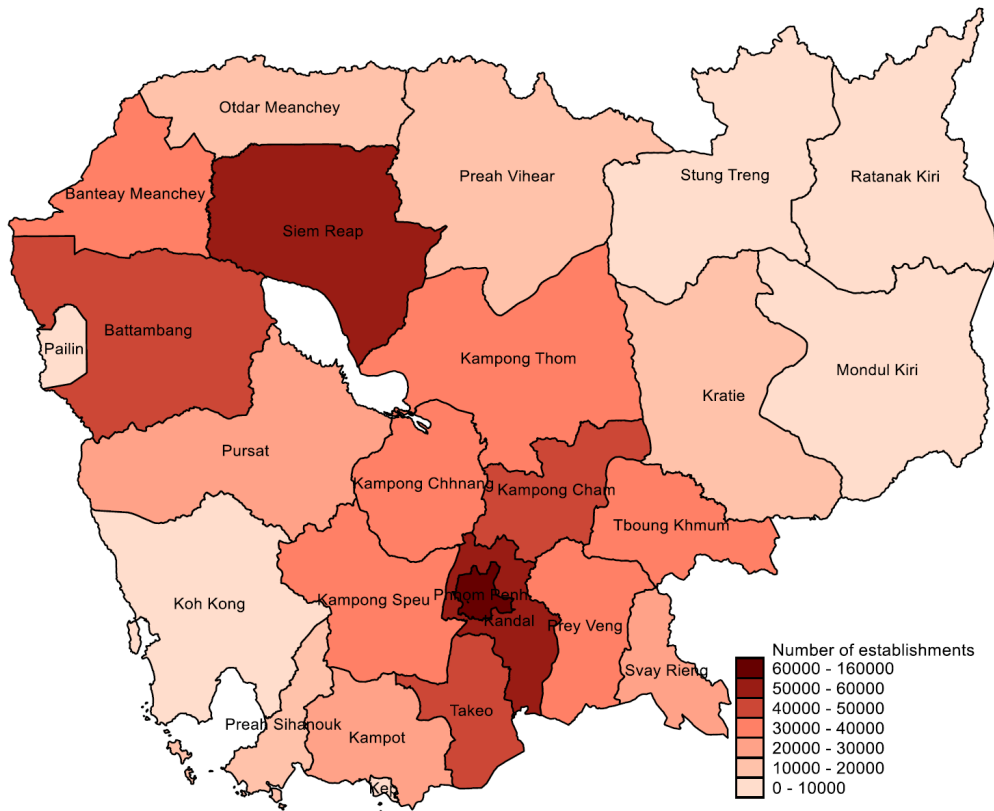 Otdar Meanchey
Banteay Meanchey
Preah Vihear
Stung Treng
Ratanak Kiri
Siem Reap
Battambang
Pailin
Kampong Thom
Kratie
Mondul Kiri
Pursat
Kampong Chhnang
Kampong Cham
Tboung Khmum
Koh Kong
Kampong Speu
Phnom Penh
Kandal
Prey Veng
Svay Rieng
Preah Sihanouk
Kampot
Takeo
Kep
Number of establishments
60000 - 160000
50000 - 60000
40000 - 50000
30000 - 40000
20000 - 30000
10000 - 20000
0 - 10000